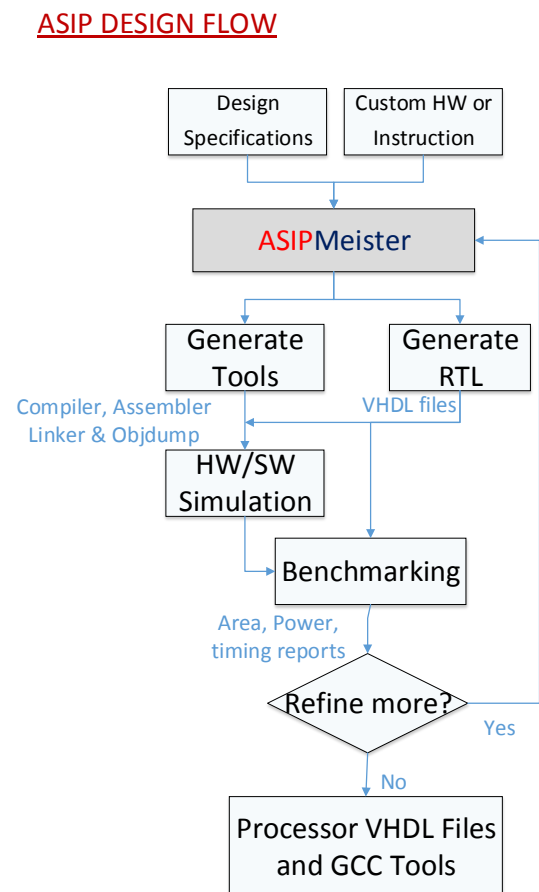 ASIP DESIGN FLOW
Design
Specifications
Custom HW or
Instruction
ASIPMeister
Generate
Tools
Generate
RTL
Compiler, Assembler
Linker & Objdump
VHDL files
HW/SW
Simulation
Benchmarking
Area, Power,
timing reports
Refine more?
Yes
No
Processor VHDL Files
and GCC Tools